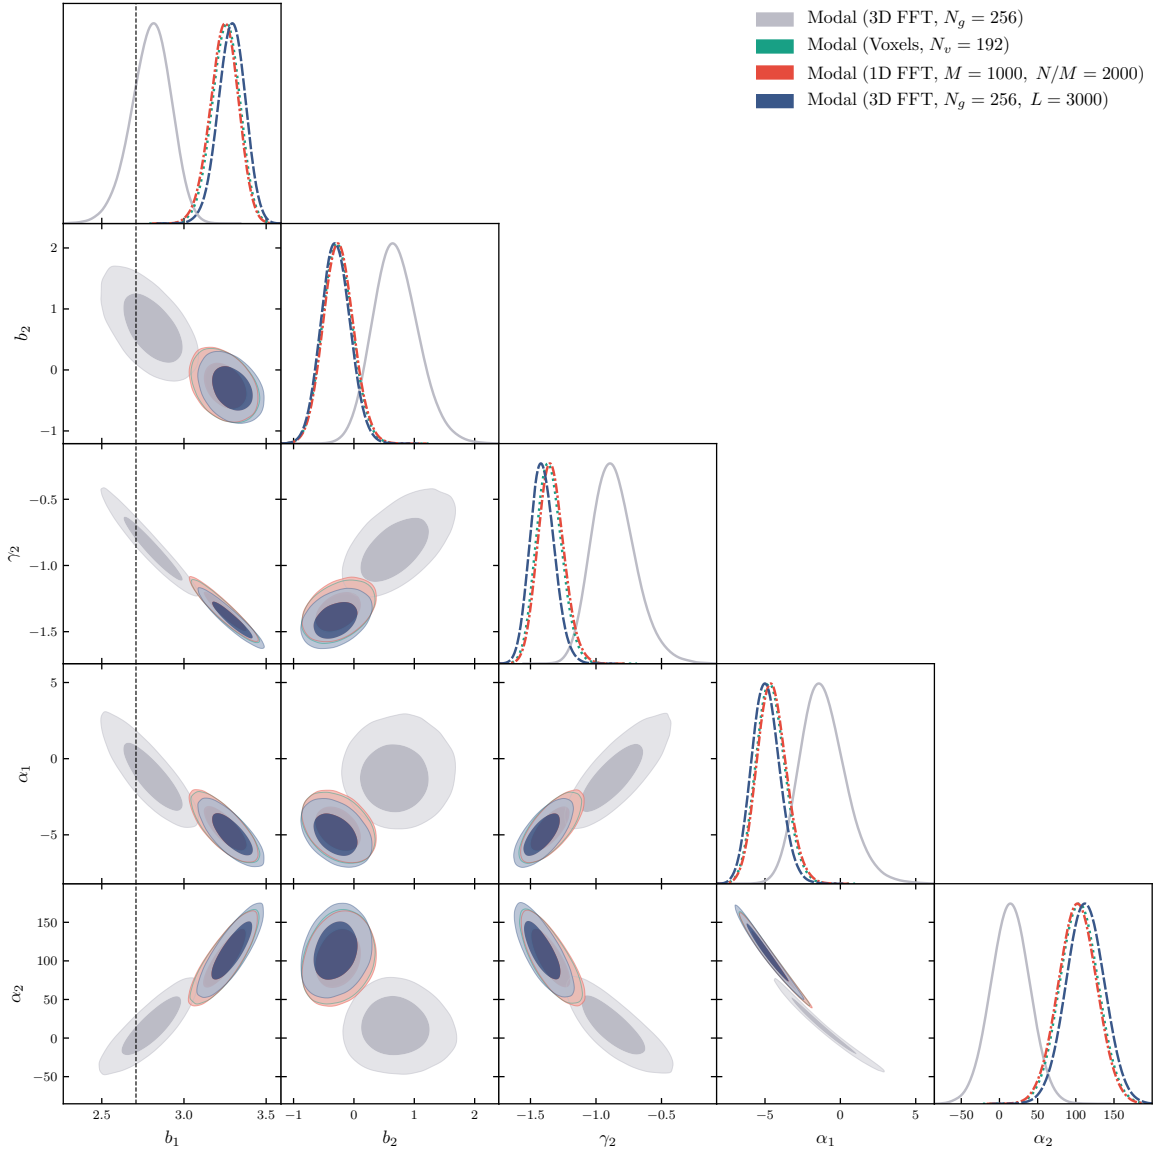 Modal (3D FFT, N_g = 256)
Modal (Voxels, N_v = 192)
Modal (1D FFT, M = 1000, N/M = 2000)
Modal (3D FFT, N_g = 256, L = 3000)
b_2
2
1
0
−1
γ_2
−0.5
−1.0
−1.5
α_1
5
0
−5
α_2
150
100
50
0
−50
2.5 3.0 3.5 −1 0 1 2 −1.5 −1.0 −0.5 −5 0 5 −50 0 50 100 150
b_1 b_2 γ_2 α_1 α_2